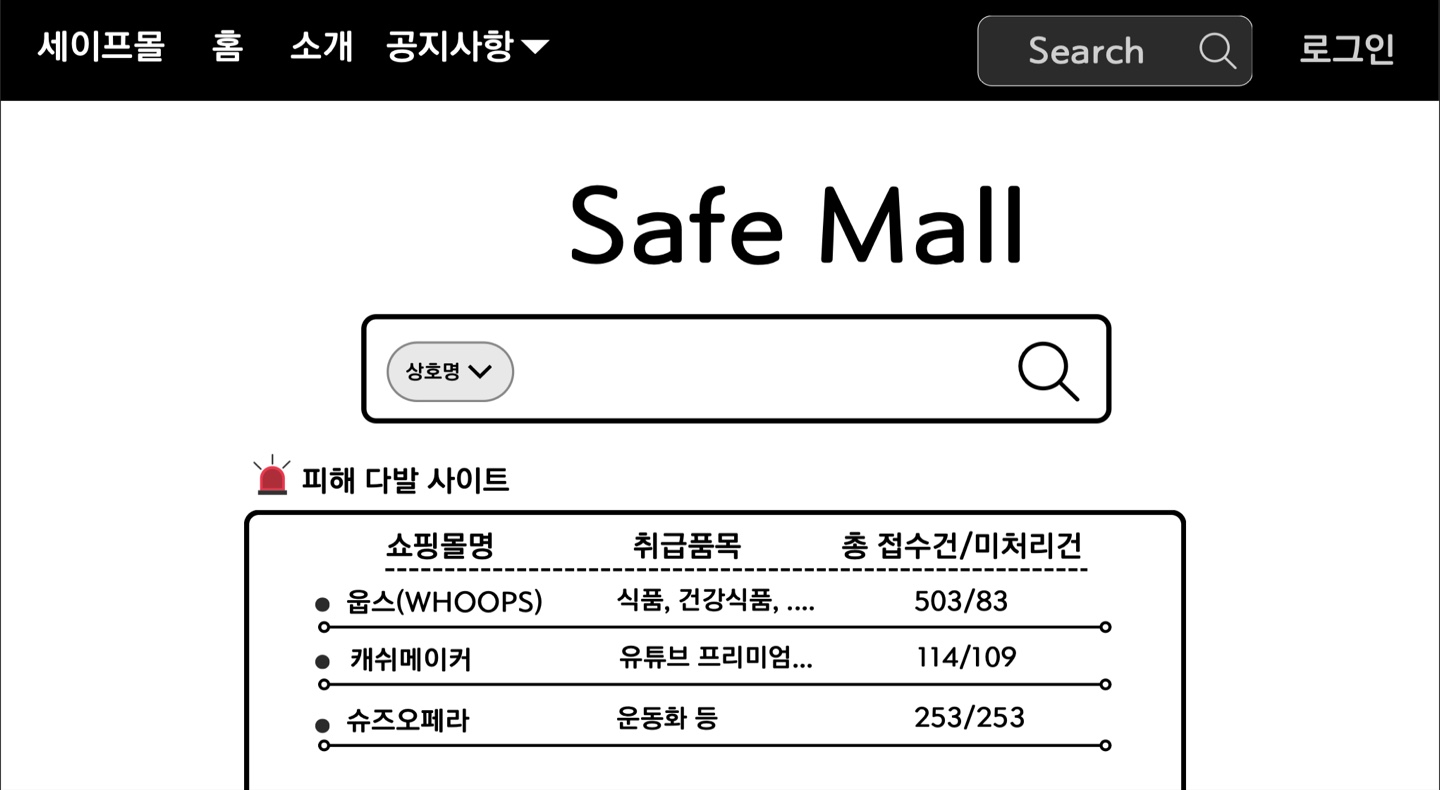 세이프몰 홈 소개 공지사항 Search 로그인
Safe Mall
상호명
피해 다발 사이트
쇼핑몰명 취급품목 총 접수건/미처리건
웁스(WHOOPS) 식품, 건강식품, ....
503/83
캐쉬메이커 유튜브 프리미엄... 114/109
슈즈오페라 운동화 등 253/253